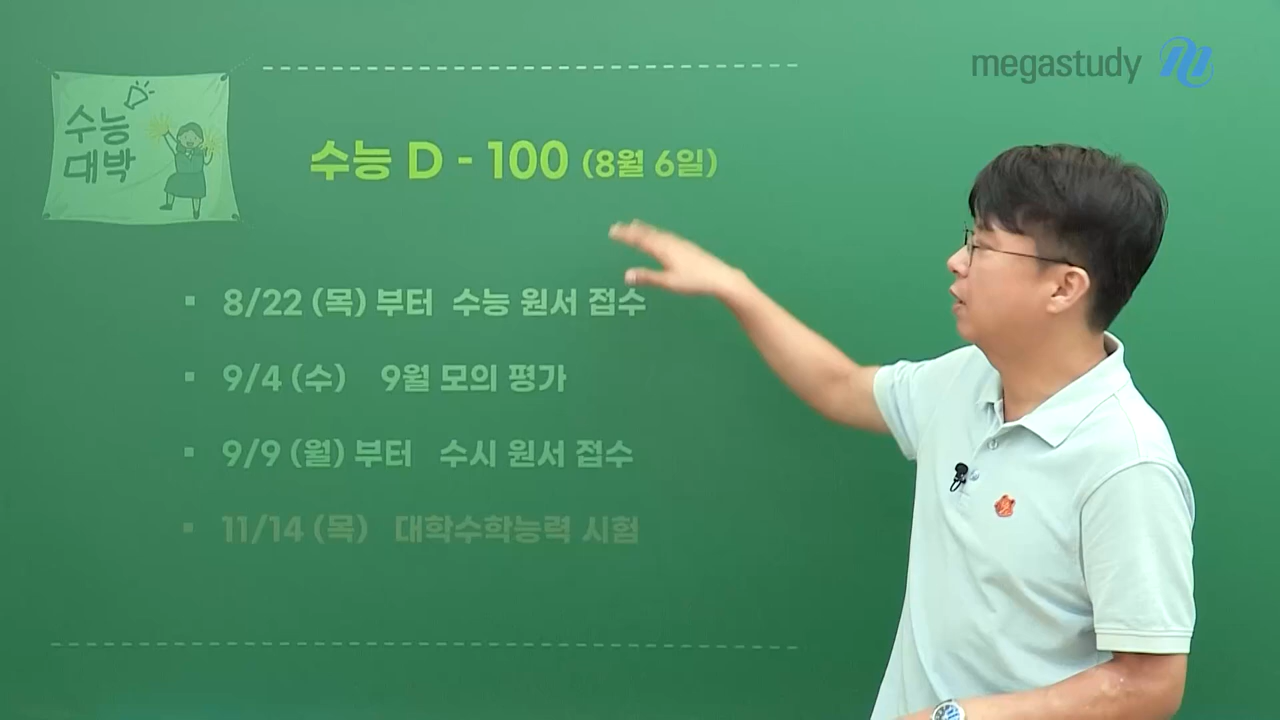 megastudy
수능
대박
수능 D - 100 (8월 6일)
▪ 8/22 (목) 부터 수능 원서 접수
▪ 9/4 (수) 9월 모의 평가
▪ 9/9 (월) 부터 수시 원서 접수
▪ 11/14 (목) 대학수학능력 시험